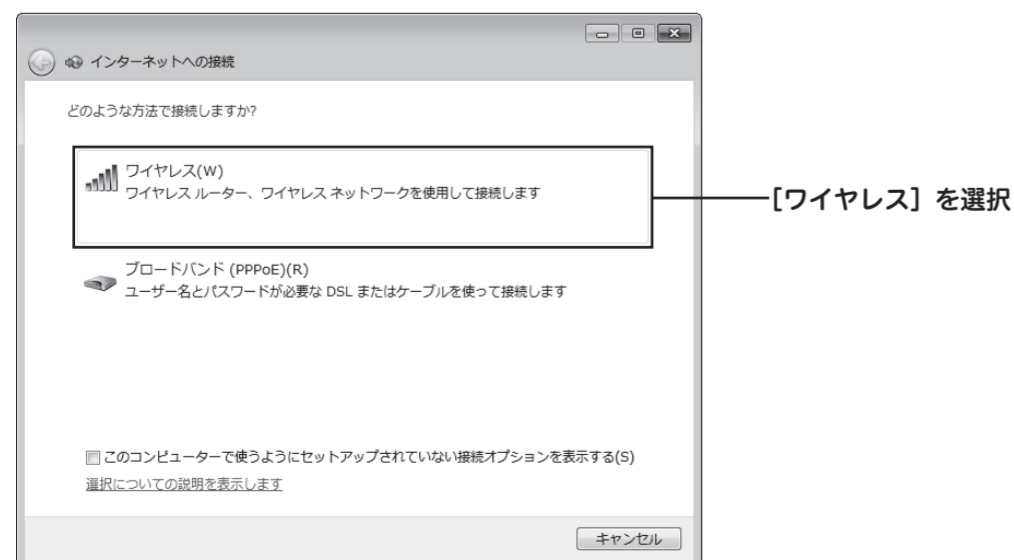 インターネットへの接続
どのような方法で接続しますか?
ワイヤレス(W)
ワイヤレス ルーター、ワイヤレス ネットワークを使用して接続します
[ワイヤレス] を選択
ブロードバンド (PPPoE)(R)
ユーザー名とパスワードが必要な DSL またはケーブルを使って接続します
このコンピューターで使うようにセットアップされていない接続オプションを表示する(S)
選択についての説明を表示します
キャンセル